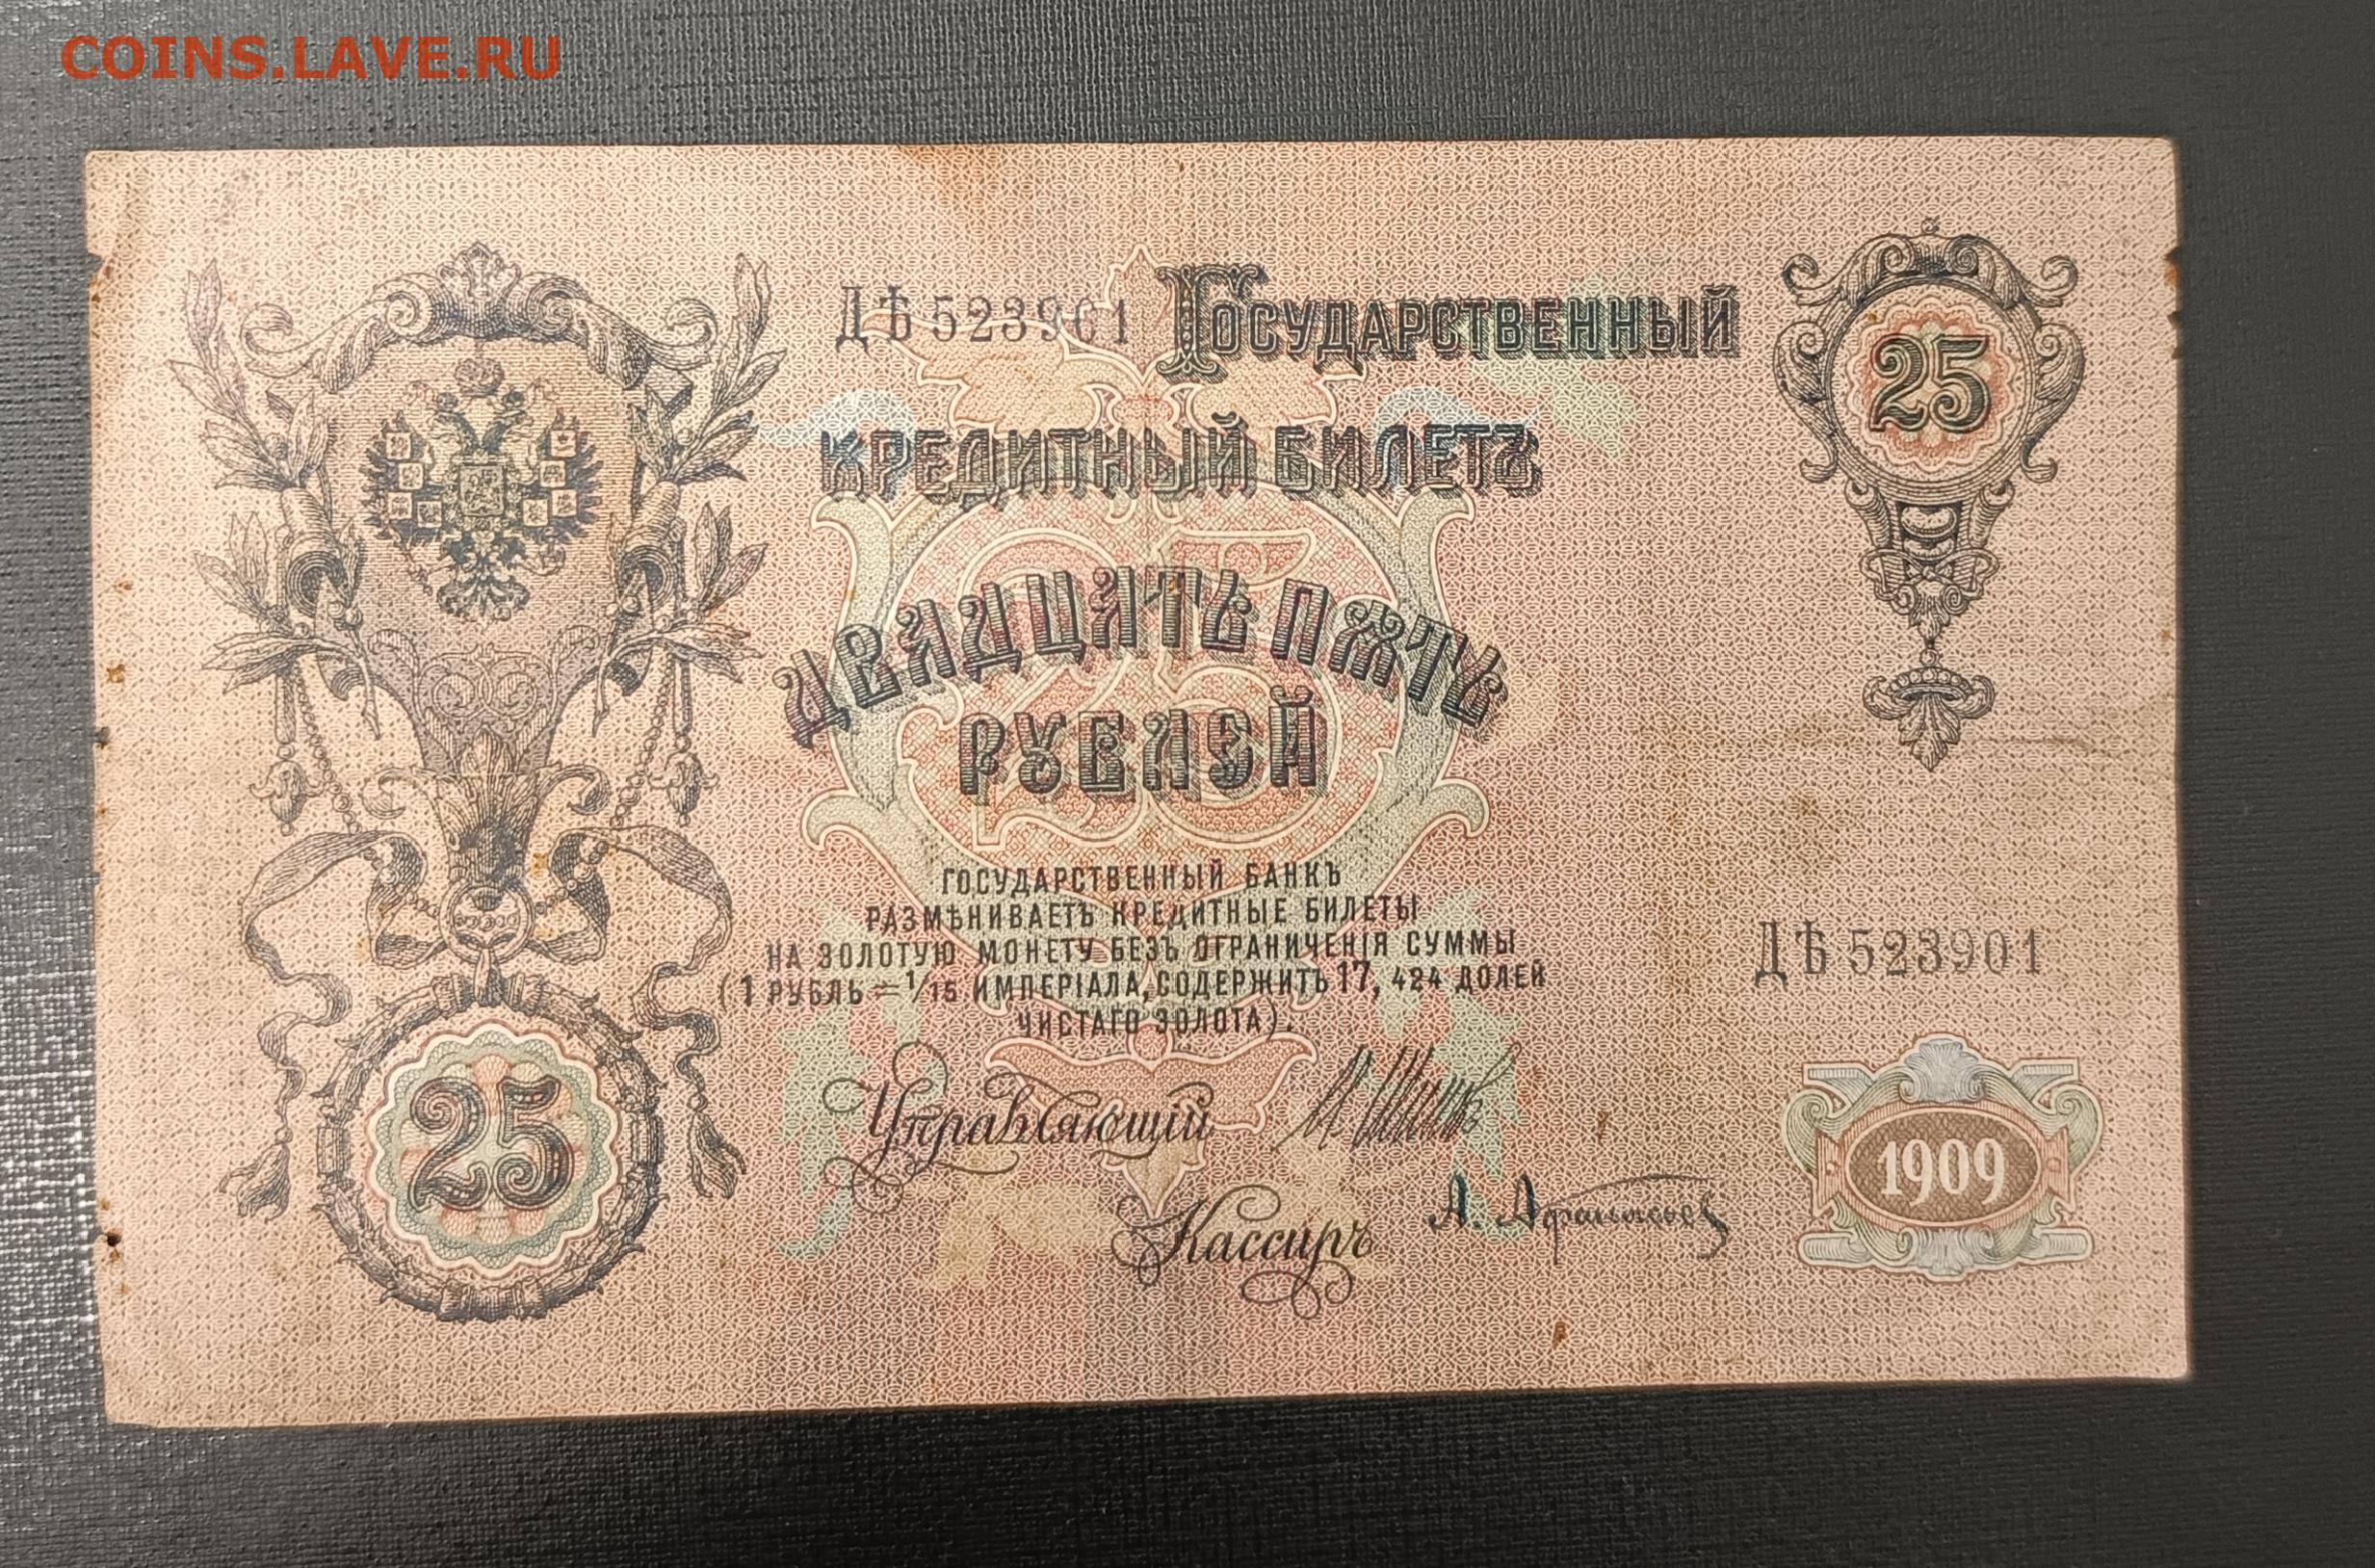 COINS.LAVE.RU
ДѢ 523901 Государственный
25
кредитный билетъ
двадцать пять
рублей
25
ГОСУДАРСТВЕННЫЙ БАНКЪ
РАЗМѢНИВАЕТЪ КРЕДИТНЫЕ БИЛЕТЫ
НА ЗОЛОТУЮ МОНЕТУ БЕЗЪ ОГРАНИЧЕНІЯ СУММЫ
(1 РУБЛЬ = 1/15 ИМПЕРІАЛА, СОДЕРЖИТЪ 17, 424 ДОЛЕЙ
ЧИСТАГО ЗОЛОТА).
ДѢ 523901
25
Управляющій
Кассиръ
А. Афанасьев
1909